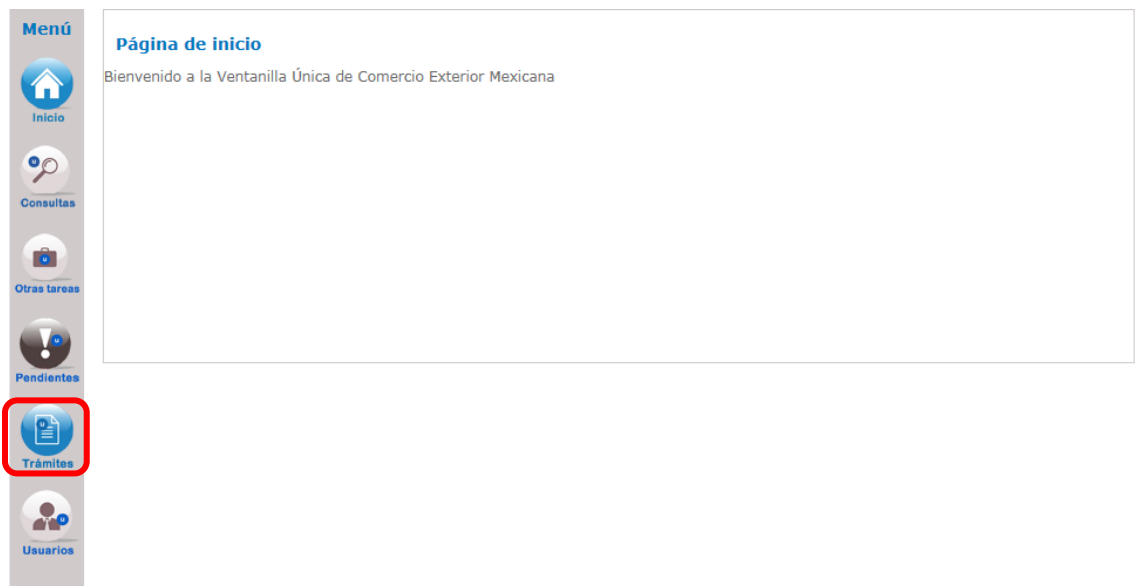 Menú
Inicio
Consultas
Otras tareas
Pendientes
Trámites
Usuarios
Página de inicio
Bienvenido a la Ventanilla Única de Comercio Exterior Mexicana